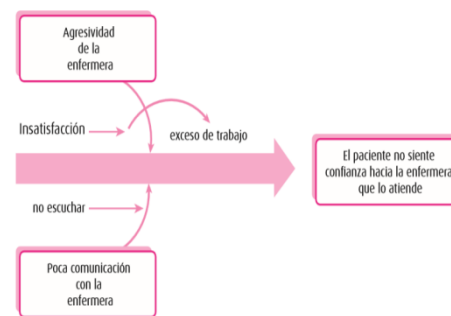 Agresividad
de la
enfermera
Insatisfacción
exceso de trabajo
El paciente no siente
confianza hacia la enfermera
que lo atiende
no escuchar
Poca comunicación
con la
enfermera